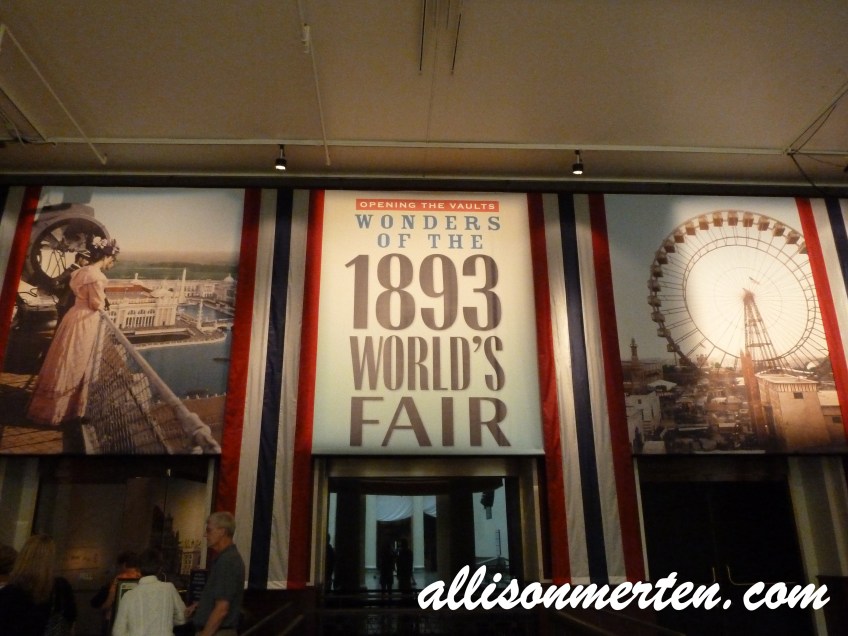 OPENING THE VAULTS
WONDERS
OF THE
1893
WORLD'S
FAIR
allisonmerten.com